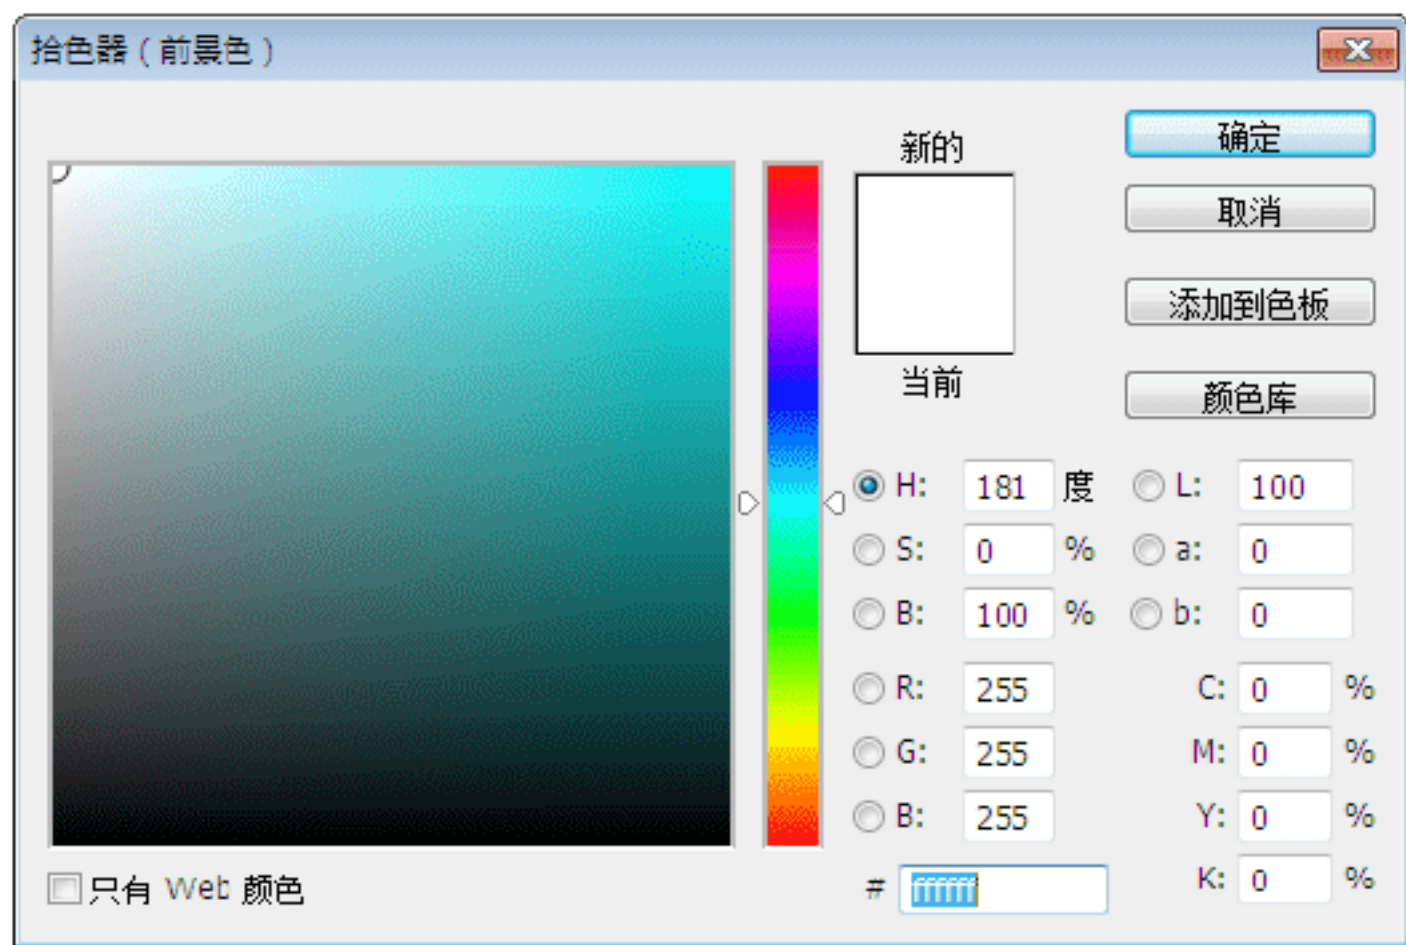 拾色器（前景色）
新的
当前
确定
取消
添加到色板
颜色库
H: 181 度
S: 0 %
B: 100 %
R: 255
G: 255
B: 255
# ffffff
L: 100
a: 0
b: 0
C: 0 %
M: 0 %
Y: 0 %
K: 0 %
只有 Web 颜色